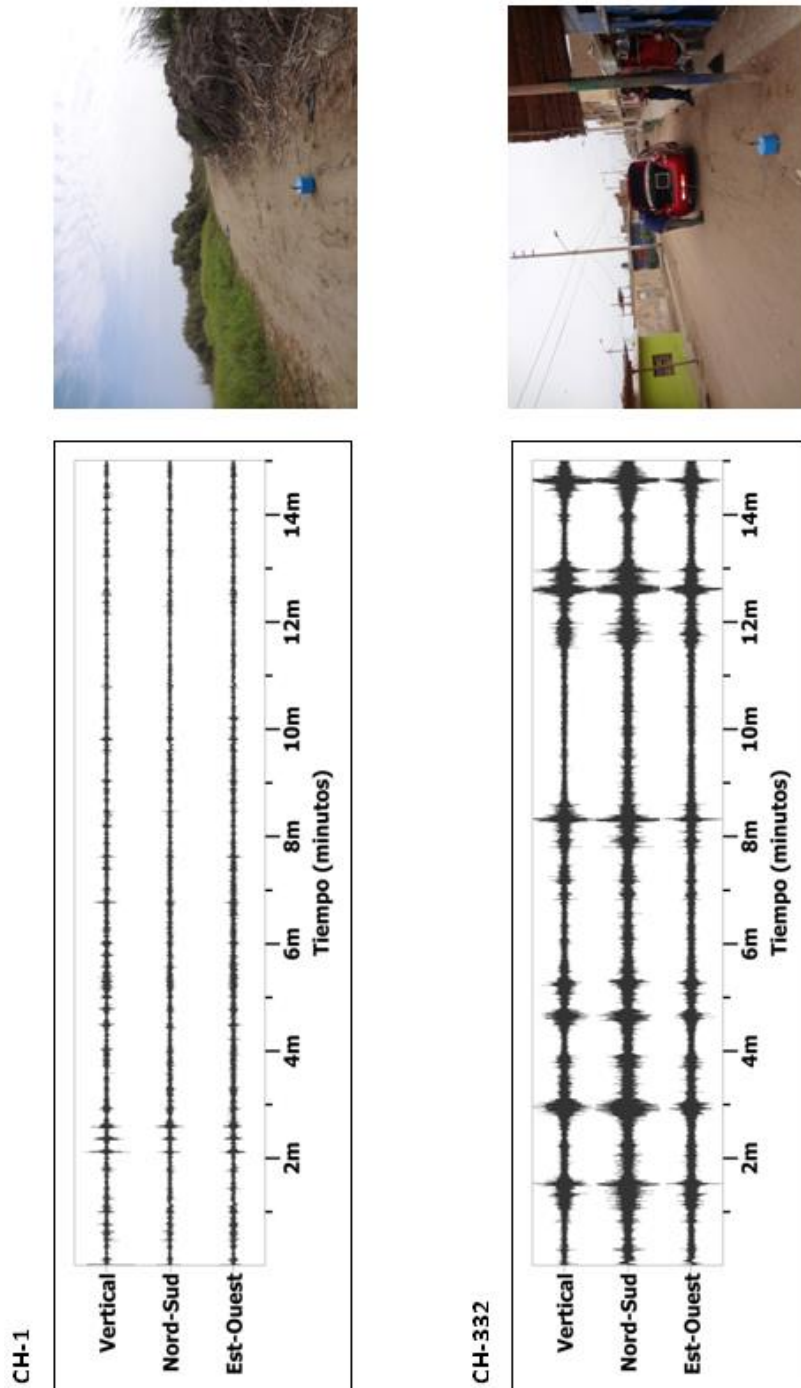 CH-1
Vertical
Nord-Sud
Est-Ouest
2m 4m 6m 8m 10m 12m 14m
Tiempo (minutos)
CH-332
Vertical
Nord-Sud
Est-Ouest
2m 4m 6m 8m 10m 12m 14m
Tiempo (minutos)